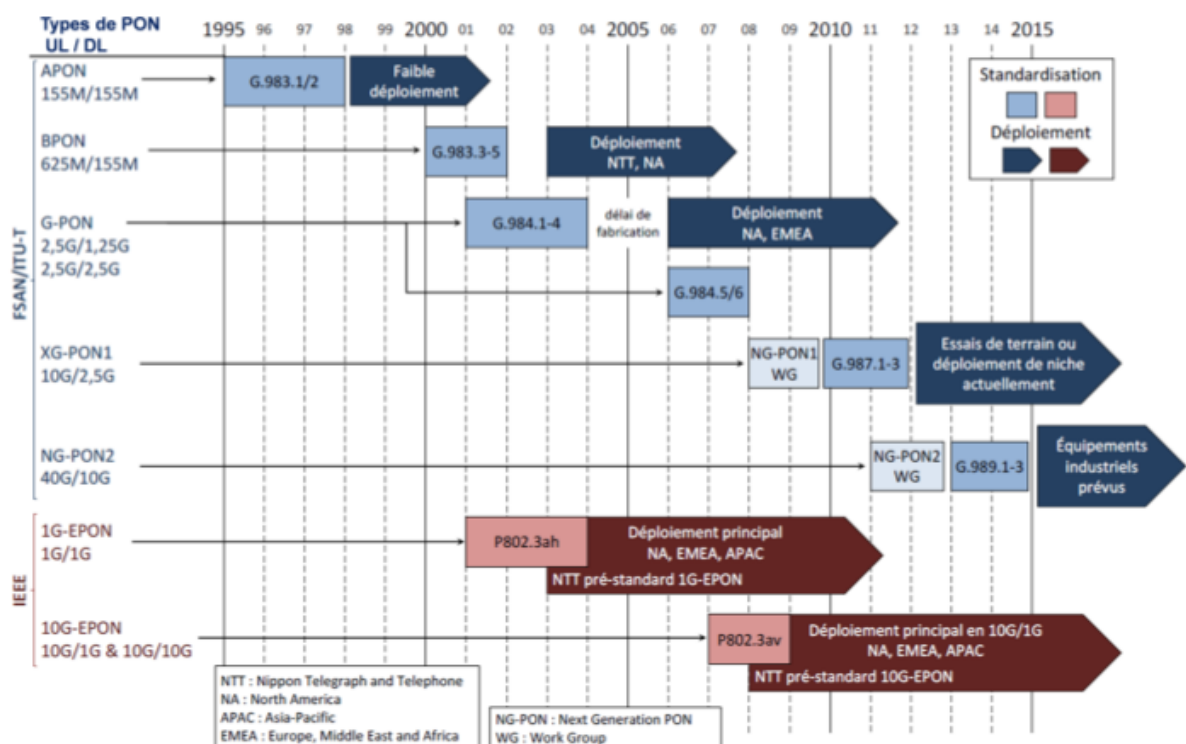 Types de PON
UL / DL
1995 96 97 98 2000 01 02 03 04 2005 06 07 08 09 2010 11 12 13 14 2015
Standardisation
Déploiement
FSAN/ITU-T
APON
155M/155M
G.983.1/2
Faible
déploiement
BPON
625M/155M
G.983.3-5
Déploiement
NTT, NA
G-PON
2,5G/1,25G
2,5G/2,5G
G.984.1-4
délai de
fabrication
Déploiement
NA, EMEA
G.984.5/6
XG-PON1
10G/2,5G
NG-PON1
WG
G.987.1-3
Essais de terrain ou
déploiement de niche
actuellement
NG-PON2
40G/10G
NG-PON2
WG
G.989.1-3
Équipements
industriels
prévus
IEEE
1G-EPON
1G/1G
P802.3ah
Déploiement principal
NA, EMEA, APAC
NTT pré-standard 1G-EPON
10G-EPON
10G/1G & 10G/10G
P802.3av
Déploiement principal en 10G/1G
NA, EMEA, APAC
NTT pré-standard 10G-EPON
NTT : Nippon Telegraph and Telephone
NA : North America
APAC : Asia-Pacific
EMEA : Europe, Middle East and Africa
NG-PON : Next Generation PON
WG : Work Group